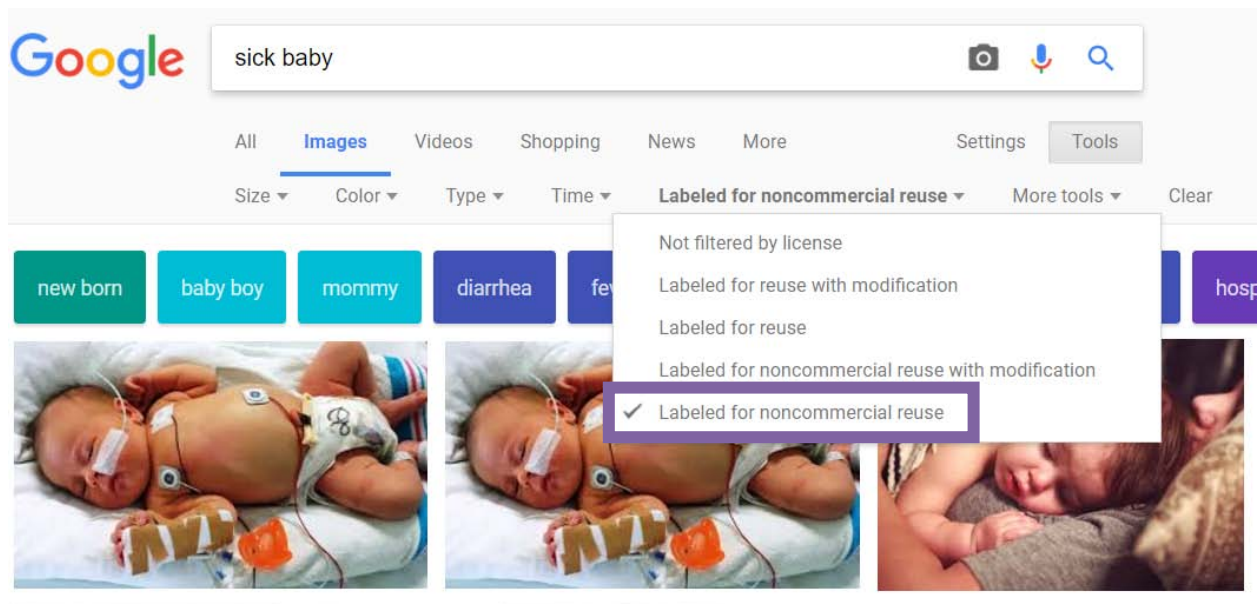 Google sick baby
All Images Videos Shopping News More Settings Tools
Size Color Type Time Labeled for noncommercial reuse More tools Clear
Not filtered by license
Labeled for reuse with modification
Labeled for reuse
Labeled for noncommercial reuse with modification
Labeled for noncommercial reuse
new born baby boy mommy diarrhea